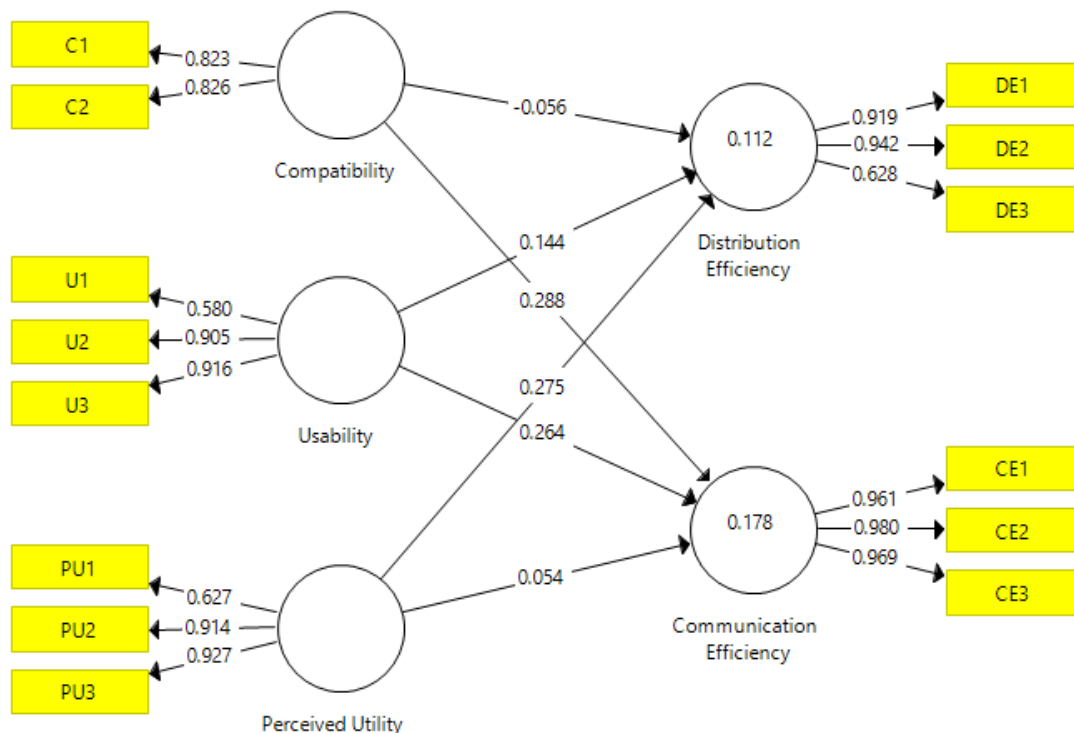 C1
0.823
C2
0.826
Compatibility
-0.056
0.288
DE1
0.919
DE2
0.942
DE3
0.628
0.112
Distribution
Efficiency
U1
0.580
U2
0.905
U3
0.916
Usability
0.144
0.264
PU1
0.627
PU2
0.914
PU3
0.927
Perceived Utility
0.275
0.054
CE1
0.961
CE2
0.980
CE3
0.969
0.178
Communication
Efficiency